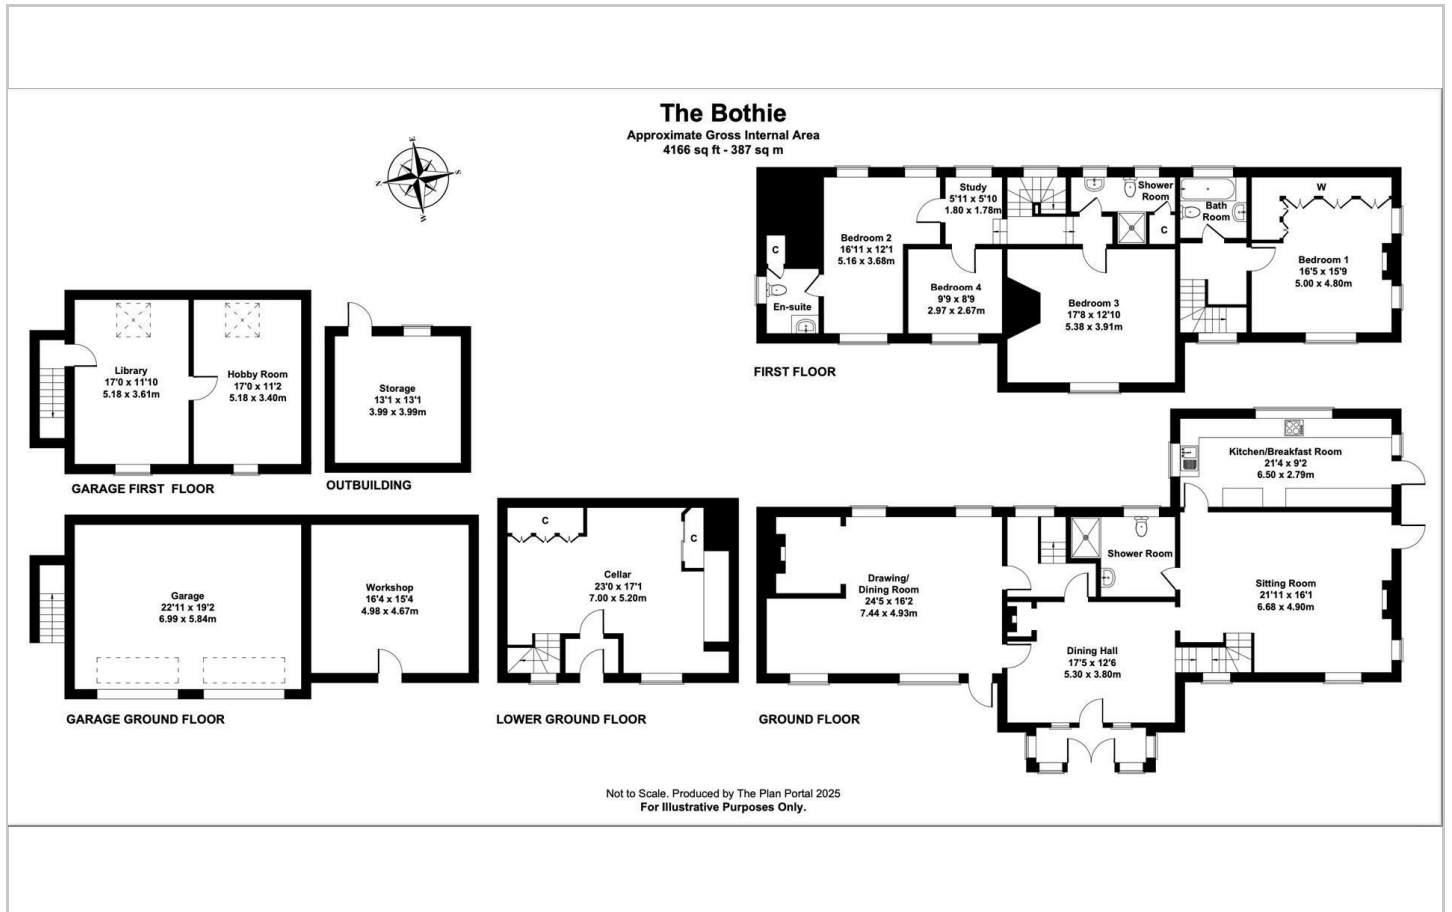 The Bothie
Approximate Gross Internal Area
4166 sq ft - 387 sq m
E
S
N
W
Study
5'11 x 5'10
1.80 x 1.78m
Shower
Room
C
Bath
Room
W
Bedroom 2
16'11 x 12'1
5.16 x 3.68m
C
En-suite
Bedroom 4
9'9 x 8'9
2.97 x 2.67m
Bedroom 3
17'8 x 12'10
5.38 x 3.91m
Bedroom 1
16'5 x 15'9
5.00 x 4.80m
FIRST FLOOR
Library
17'0 x 11'10
5.18 x 3.61m
Hobby Room
17'0 x 11'2
5.18 x 3.40m
GARAGE FIRST FLOOR
Storage
13'1 x 13'1
3.99 x 3.99m
OUTBUILDING
Kitchen/Breakfast Room
21'4 x 9'2
6.50 x 2.79m
Garage
22'11 x 19'2
6.99 x 5.84m
Workshop
16'4 x 15'4
4.98 x 4.67m
GARAGE GROUND FLOOR
C
C
Cellar
23'0 x 17'1
7.00 x 5.20m
LOWER GROUND FLOOR
Drawing/
Dining Room
24'5 x 16'2
7.44 x 4.93m
Shower Room
Sitting Room
21'11 x 16'1
6.68 x 4.90m
Dining Hall
17'5 x 12'6
5.30 x 3.80m
GROUND FLOOR
Not to Scale. Produced by The Plan Portal 2025
For Illustrative Purposes Only.